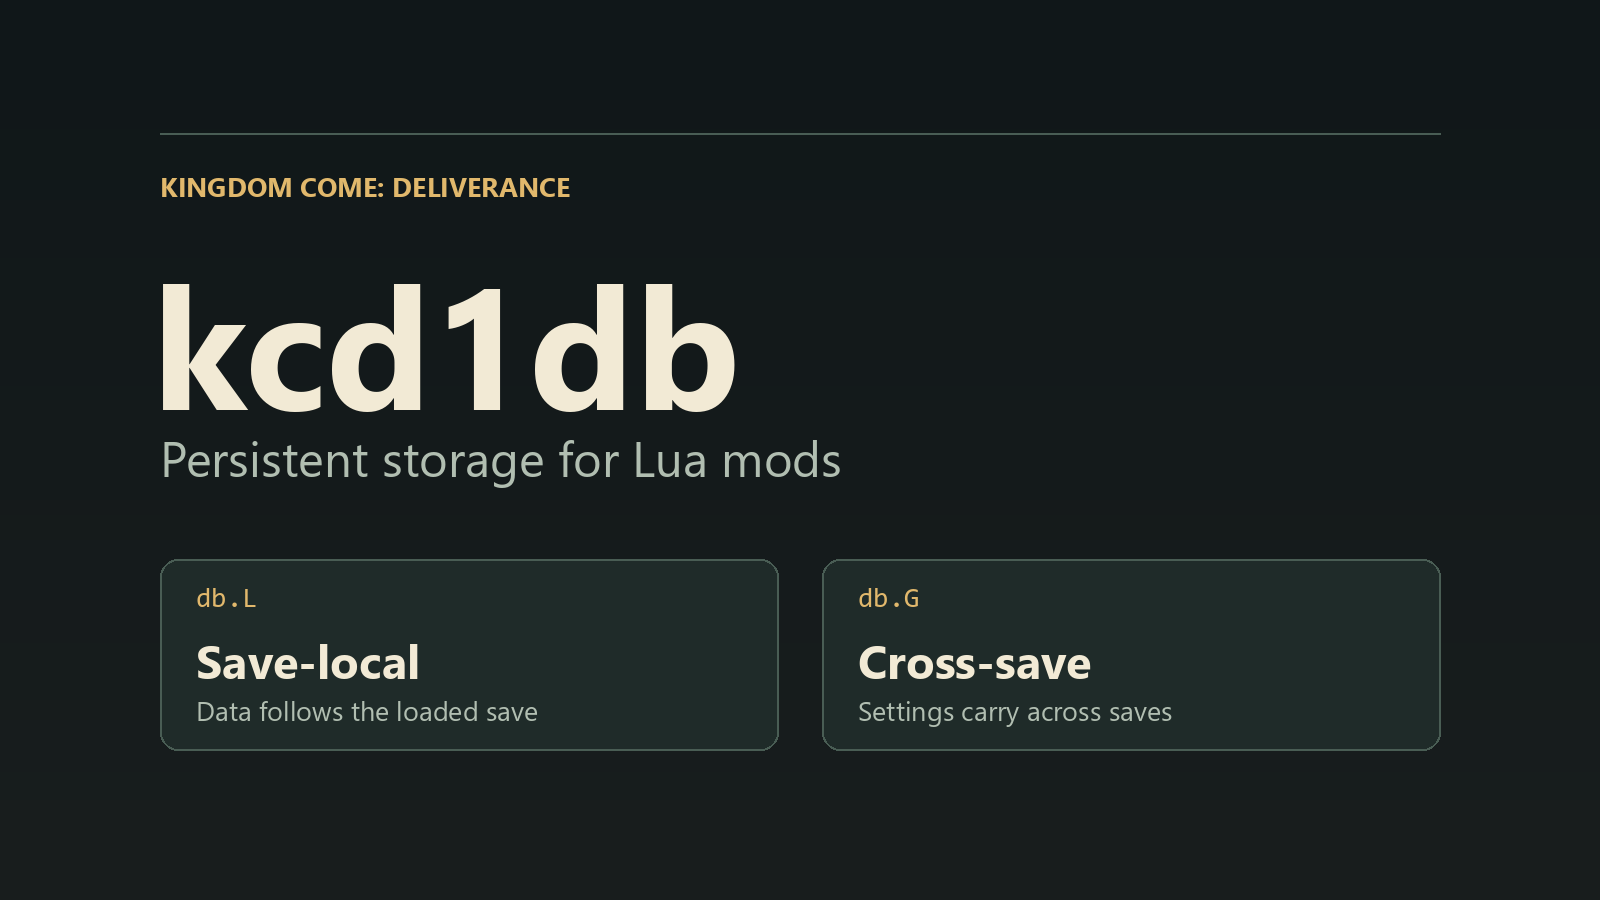 KINGDOM COME: DELIVERANCE
kcd1db
Persistent storage for Lua mods
db.L
Save-local
Data follows the loaded save
db.G
Cross-save
Settings carry across saves